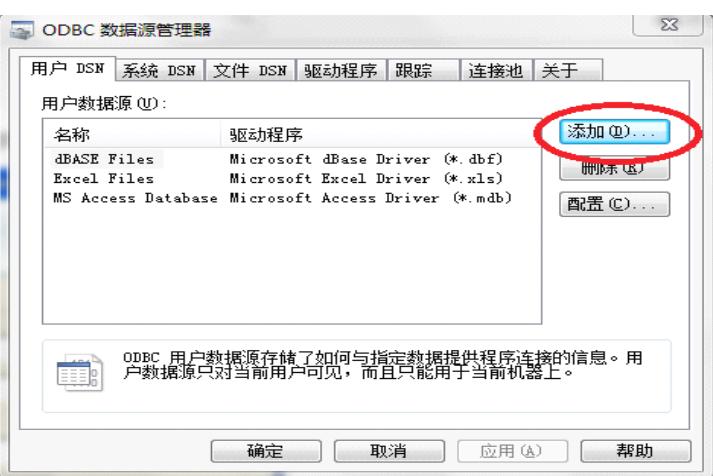 ODBC 数据源管理器
用户 DSN 系统 DSN 文件 DSN 驱动程序 跟踪 连接池 关于
用户数据源(U):
名称 驱动程序
dBASE Files Microsoft dBase Driver (*.dbf)
Excel Files Microsoft Excel Driver (*.xls)
MS Access Database Microsoft Access Driver (*.mdb)
添加(D)...
删除(R)
配置(C)...
ODBC 用户数据源存储了如何与指定数据提供程序连接的信息。用
户数据源只对当前用户可见，而且只能用于当前机器上。
确定 取消 应用(A) 帮助